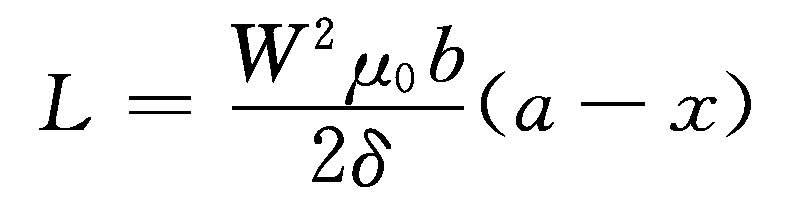 L = \frac{W^2 \mu_0 b}{2\delta}(a - x)